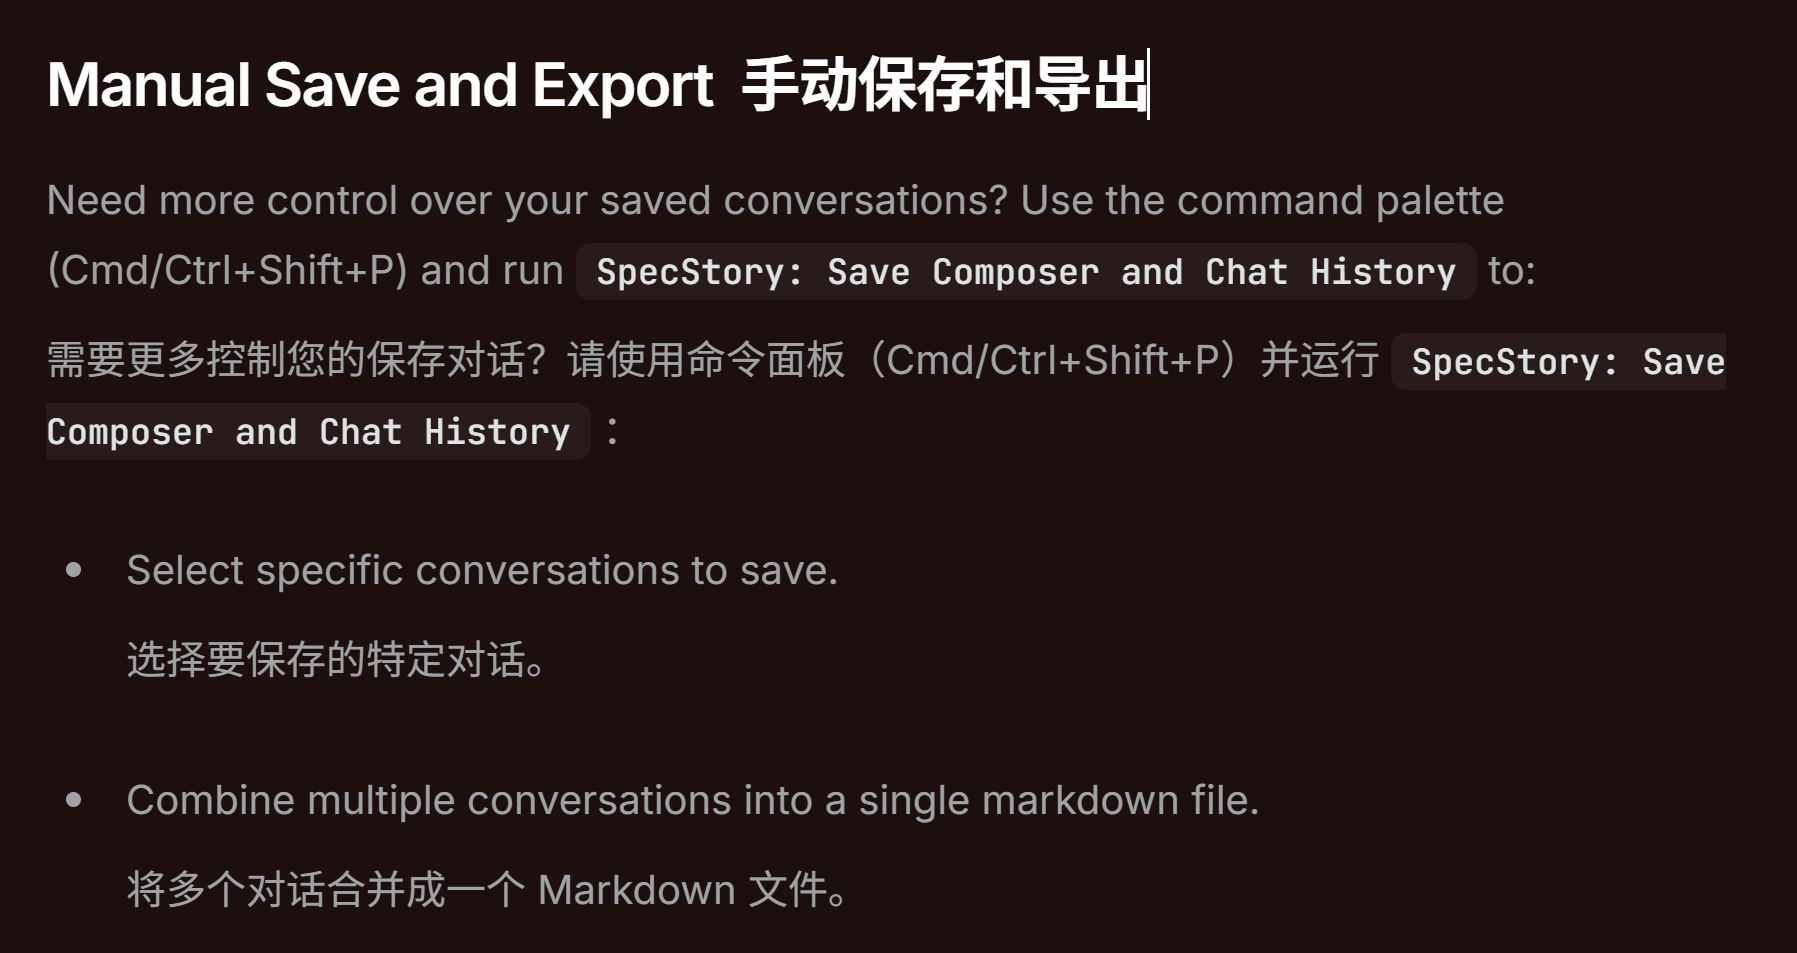 Manual Save and Export 手动保存和导出
Need more control over your saved conversations? Use the command palette
(Cmd/Ctrl+Shift+P) and run SpecStory: Save Composer and Chat History to:
需要更多控制您的保存对话？请使用命令面板（Cmd/Ctrl+Shift+P）并运行 SpecStory: Save
Composer and Chat History ：
• Select specific conversations to save.
选择要保存的特定对话。
• Combine multiple conversations into a single markdown file.
将多个对话合并成一个 Markdown 文件。